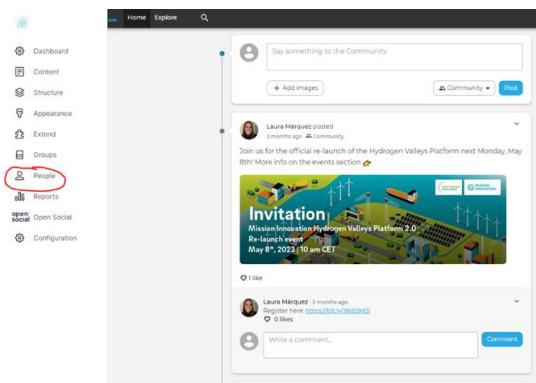 Home Explore
Dashboard
Content
Structure
Appearance
Extend
Groups
People
Reports
open social Open Social
Configuration
Say something to the Community
+ Add images
Community
Post
Laura Márquez posted
3 months ago Community
Join us for the official re-launch of the Hydrogen Valleys Platform next Monday, May
8th! More info on the events section
Invitation
Mission Innovation Hydrogen Valleys Platform 2.0
Re-launch event
May 8th, 2023 | 10 am CET
1 like
Laura Márquez - 3 months ago
Register here:
0 likes
Write a comment...
Comment